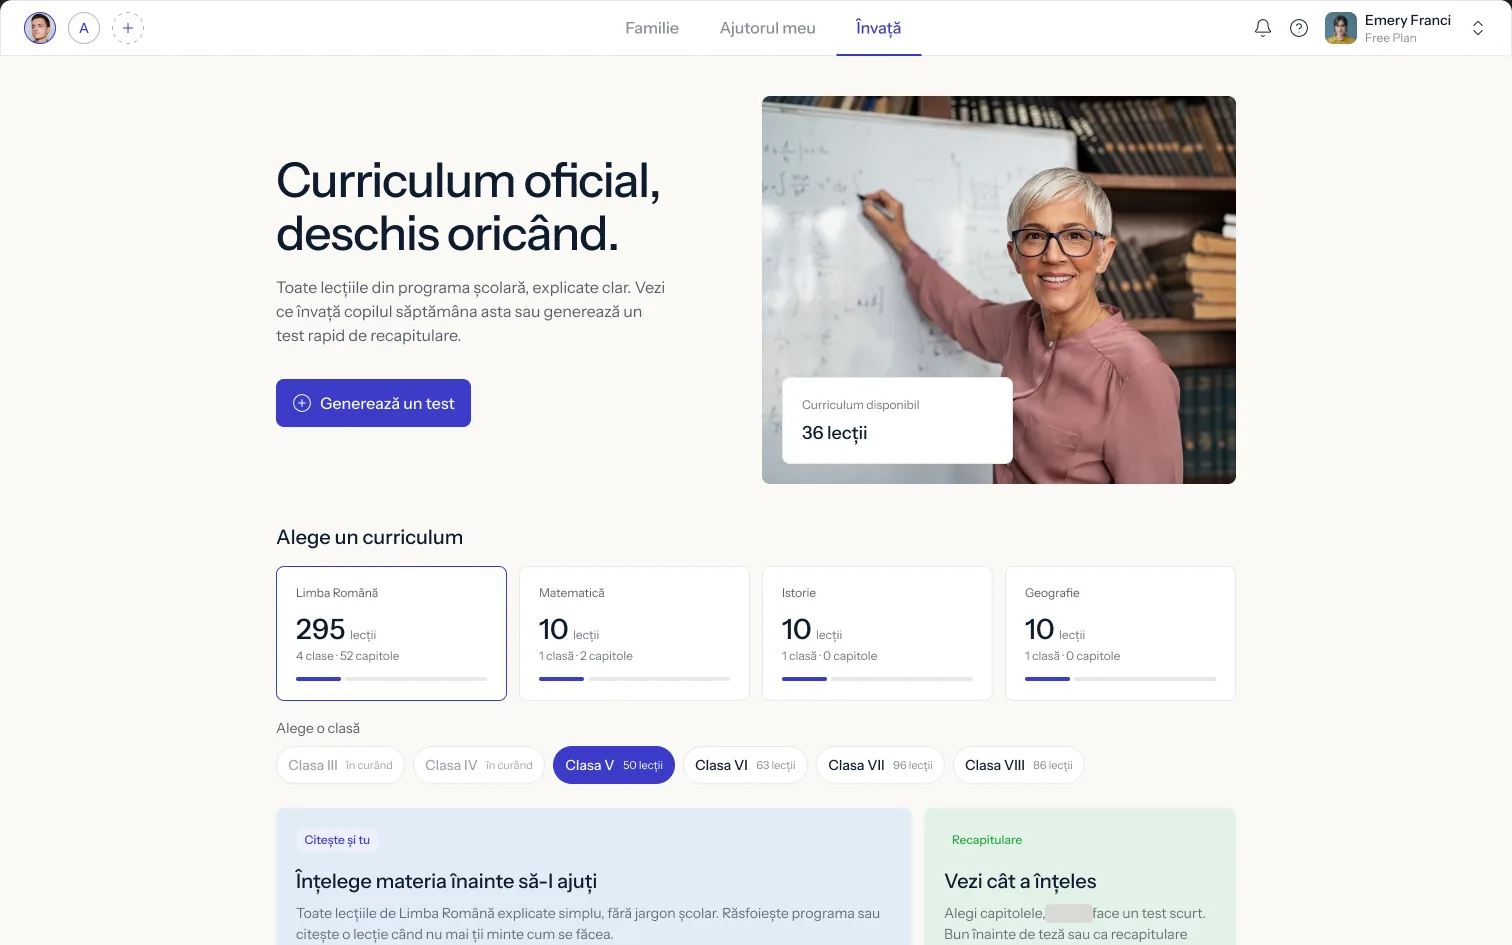 A
Familie
Ajutorul meu
Învață
Emery Franci
Free Plan
Curriculum oficial,
deschis oricând.
Toate lecțiile din programa școlară, explicate clar. Vezi
ce învață copilul săptămâna asta sau generează un
test rapid de recapitulare.
Generează un test
Curriculum disponibil
36 lecții
Alege un curriculum
Limba Română
295 lecții
4 clase · 52 capitole
Matematică
10 lecții
1 clasă · 2 capitole
Istorie
10 lecții
1 clasă · 0 capitole
Geografie
10 lecții
1 clasă · 0 capitole
Alege o clasă
Clasa III în curând
Clasa IV în curând
Clasa V 50 lecții
Clasa VI 63 lecții
Clasa VII 96 lecții
Clasa VIII 86 lecții
Citește și tu
Înțelege materia înainte să-l ajuți
Toate lecțiile de Limba Română explicate simplu, fără jargon școlar. Răsfoiește programa sau
citește o lecție când nu mai ții minte cum se făcea.
Recapitulare
Vezi cât a înțeles
Alegi capitolele, face un test scurt.
Bun înainte de teză sau ca recapitulare